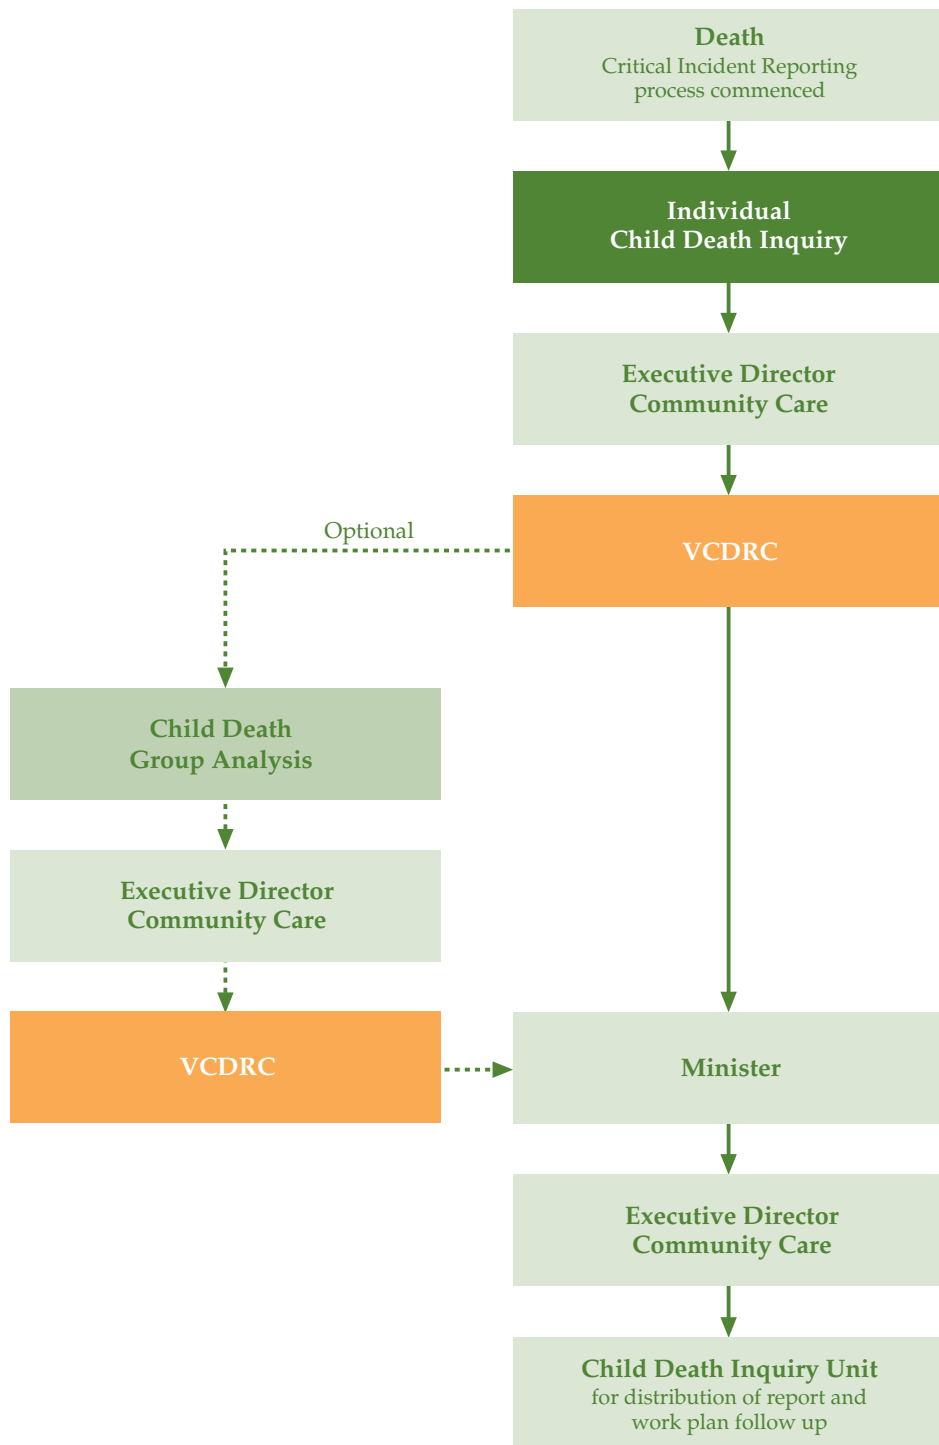 Death
Critical Incident Reporting
process commenced
Individual
Child Death Inquiry
Executive Director
Community Care
VCDRC
Optional
Child Death
Group Analysis
Executive Director
Community Care
VCDRC
Minister
Executive Director
Community Care
Child Death Inquiry Unit
for distribution of report and
work plan follow up